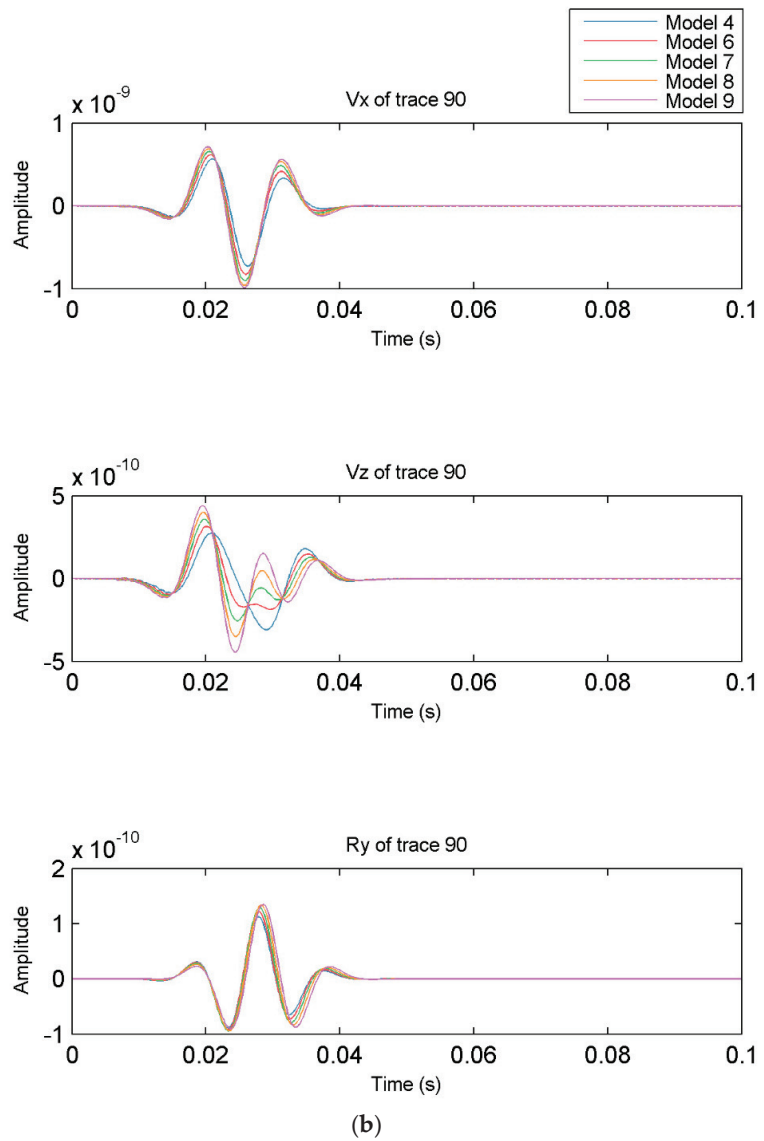 Model 4
Model 6
Model 7
Model 8
Model 9
x 10^-9
Vx of trace 90
1
0
-1
Amplitude
0 0.02 0.04 0.06 0.08 0.1
Time (s)
x 10^-10
Vz of trace 90
5
0
-5
Amplitude
0 0.02 0.04 0.06 0.08 0.1
Time (s)
x 10^-10
Ry of trace 90
2
1
0
-1
Amplitude
0 0.02 0.04 0.06 0.08 0.1
Time (s)
(b)